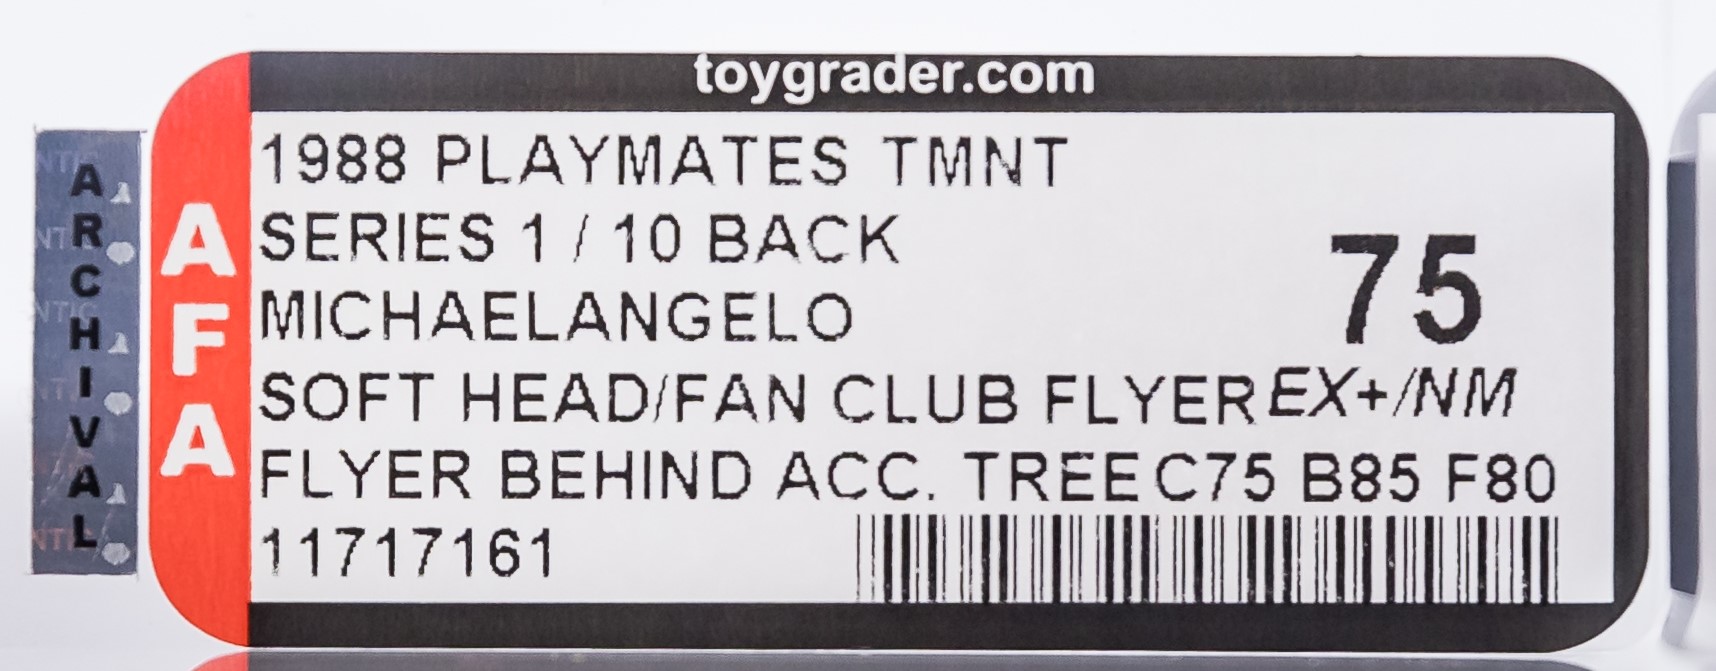 toygrader.com
ARCHIVAL
AFA
1988 PLAYMATES TMNT
SERIES 1 / 10 BACK
MICHAELANGELO
75
SOFT HEAD/FAN CLUB FLYER EX+/NM
FLYER BEHIND ACC. TREE C75 B85 F80
11717161